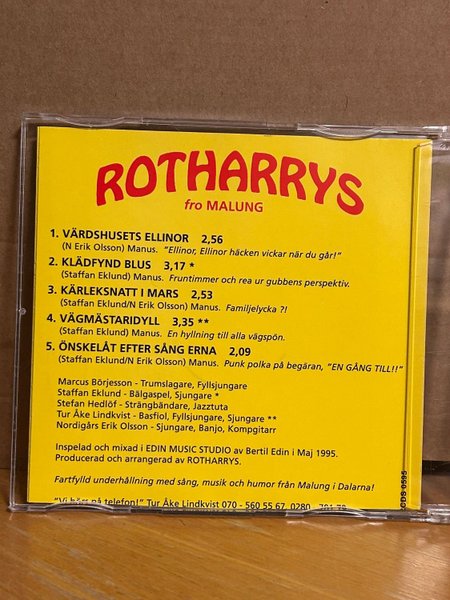 ROTHARRYS
fro MALUNG
1. VÄRDSHUSETS ELLINOR 2,56
(N Erik Olsson) Manus. "Ellinor, Ellinor häcken vickar när du går!"
2. KLÄDFYND BLUS 3,17 *
(Staffan Eklund) Manus. Fruntimmer och rea ur gubbens perspektiv.
3. KÄRLEKSNATT I MARS 2,53
(Staffan Eklund/N Erik Olsson) Manus. Familjelycka ?!
4. VÄGMÄSTARIDYLL 3,35 **
(Staffan Eklund) Manus. En hyllning till alla vägspön.
5. ÖNSKELÅT EFTER SÅNG ERNA 2,09
(Staffan Eklund/N Erik Olsson) Manus. Punk polka på begäran, "EN GÅNG TILL!!"
Marcus Börjesson - Trumslagare, Fyllsjungare
Staffan Eklund - Bälgaspel, Sjungare *
Stefan Hedlöf - Strängbändare, Jazztuta
Tur Åke Lindkvist - Basfiol, Fyllsjungare, Sjungare **
Nordigårs Erik Olsson - Sjungare, Banjo, Kompgitarr
Inspelad och mixad i EDIN MUSIC STUDIO av Bertil Edin i Maj 1995.
Producerad och arrangerad av ROTHARRYS.
Fartfylld underhållning med sång, musik och humor från Malung i Dalarna!
"Vi hörs på telefon!" Tur Åke Lindkvist 070 - 560 55 67, 0280
CDS 0595